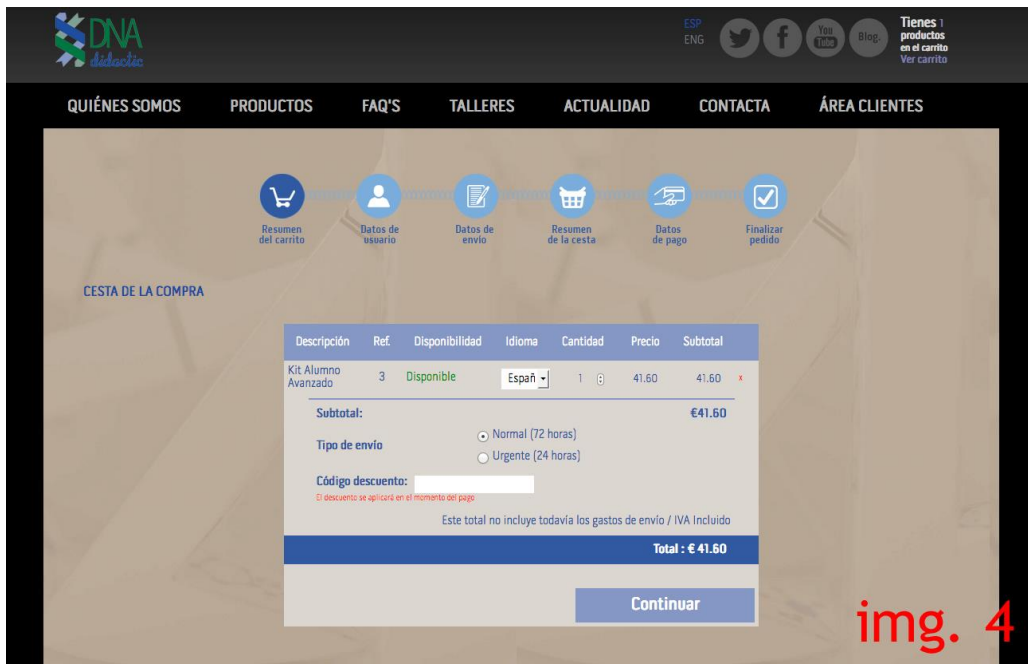 DNA
didactic
ESP
ENG
You
Tube
Blog.
Tienes 1
productos
en el carrito
Ver carrito
QUIÉNES SOMOS PRODUCTOS FAQ'S TALLERES ACTUALIDAD CONTACTA ÁREA CLIENTES
Resumen
del carrito
Datos de
usuario
Datos de
envío
Resumen
de la cesta
Datos
de pago
Finalizar
pedido
CESTA DE LA COMPRA
Descripción Ref. Disponibilidad Idioma Cantidad Precio Subtotal
Kit Alumno
Avanzado
3 Disponible Españ 1 41.60 41.60 x
Subtotal: €41.60
Tipo de envío
Normal (72 horas)
Urgente (24 horas)
Código descuento:
El descuento se aplicará en el momento del pago
Este total no incluye todavía los gastos de envío / IVA Incluido
Total : € 41.60
Continuar
img. 4